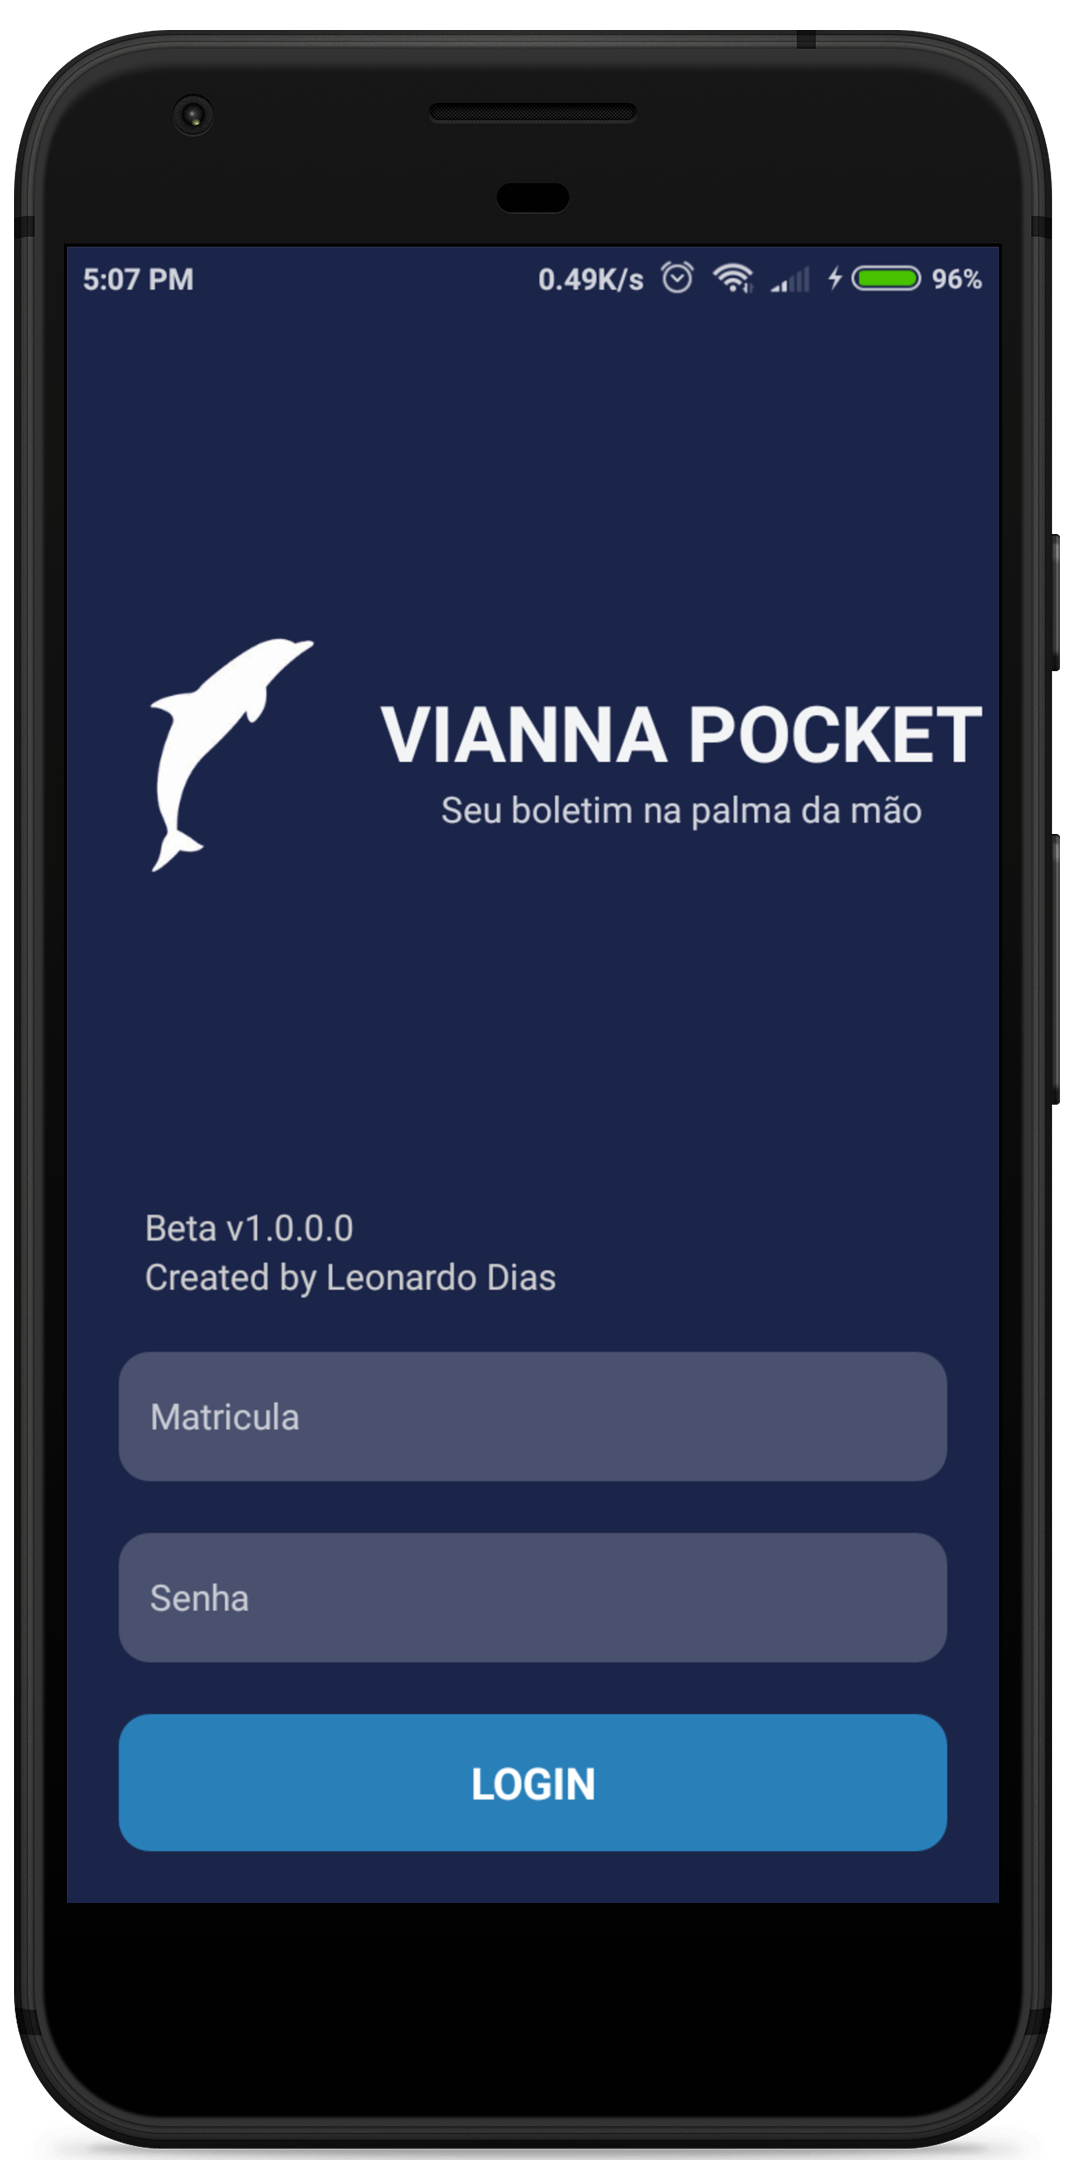 5:07 PM 0.49K/s 96%
VIANNA POCKET
Seu boletim na palma da mão
Beta v1.0.0.0
Created by Leonardo Dias
Matricula
Senha
LOGIN